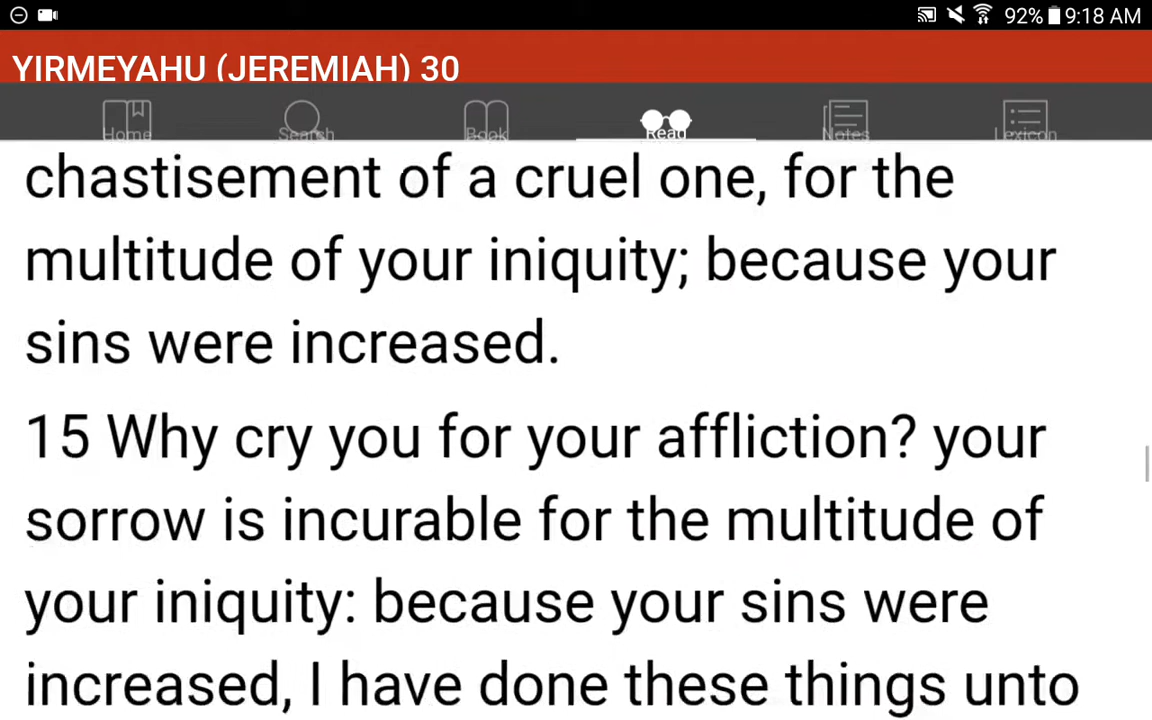 92% 9:18 AM
YIRMEYAHU (JEREMIAH) 30
Home Search Book Read Notes Lexicon
chastisement of a cruel one, for the
multitude of your iniquity; because your
sins were increased.
15 Why cry you for your affliction? your
sorrow is incurable for the multitude of
your iniquity: because your sins were
increased, I have done these things unto